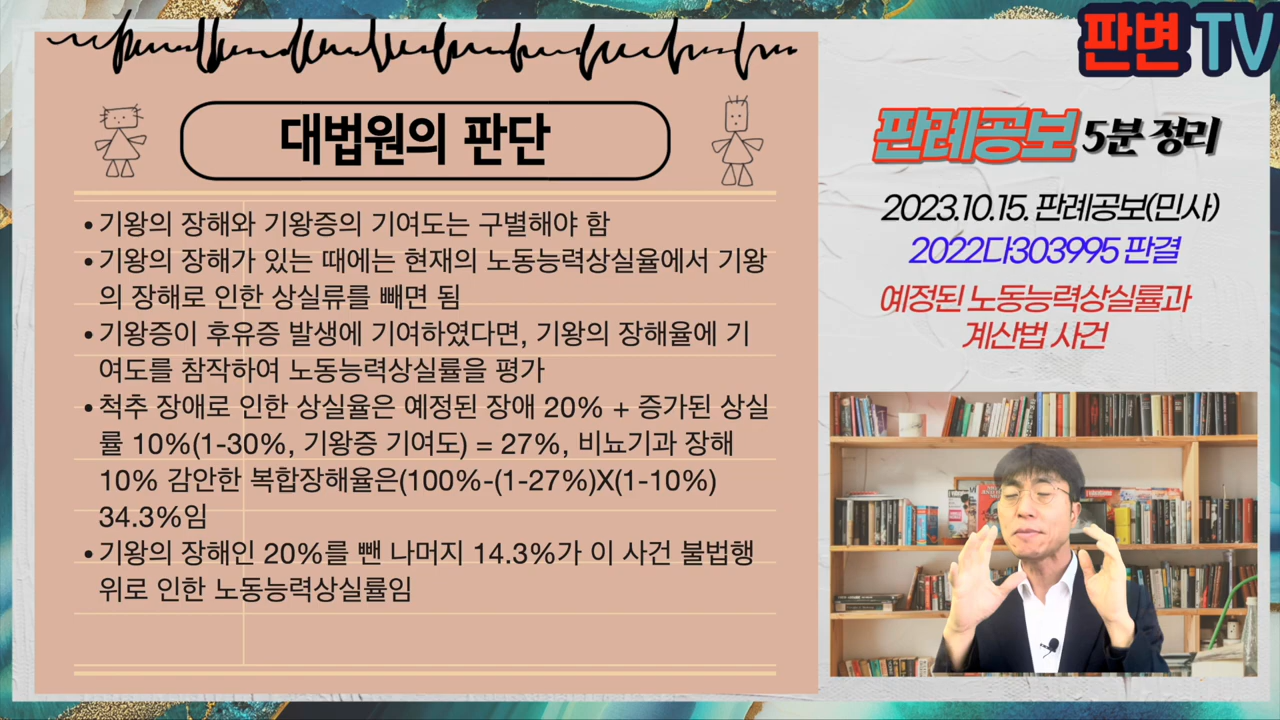 판변 TV
대법원의 판단
• 기왕의 장해와 기왕증의 기여도는 구별해야 함
• 기왕의 장해가 있는 때에는 현재의 노동능력상실율에서 기왕
의 장해로 인한 상실류를 빼면 됨
• 기왕증이 후유증 발생에 기여하였다면, 기왕의 장해율에 기
여도를 참작하여 노동능력상실률을 평가
• 척추 장애로 인한 상실율은 예정된 장애 20% + 증가된 상실
률 10%(1-30%, 기왕증 기여도) = 27%, 비뇨기과 장해
10% 감안한 복합장해율은(100%-(1-27%)X(1-10%)
34.3%임
• 기왕의 장해인 20%를 뺀 나머지 14.3%가 이 사건 불법행
위로 인한 노동능력상실률임
판례공보 5분 정리
2023.10.15. 판례공보(민사)
2022다303995 판결
예정된 노동능력상실률과
계산법 사건